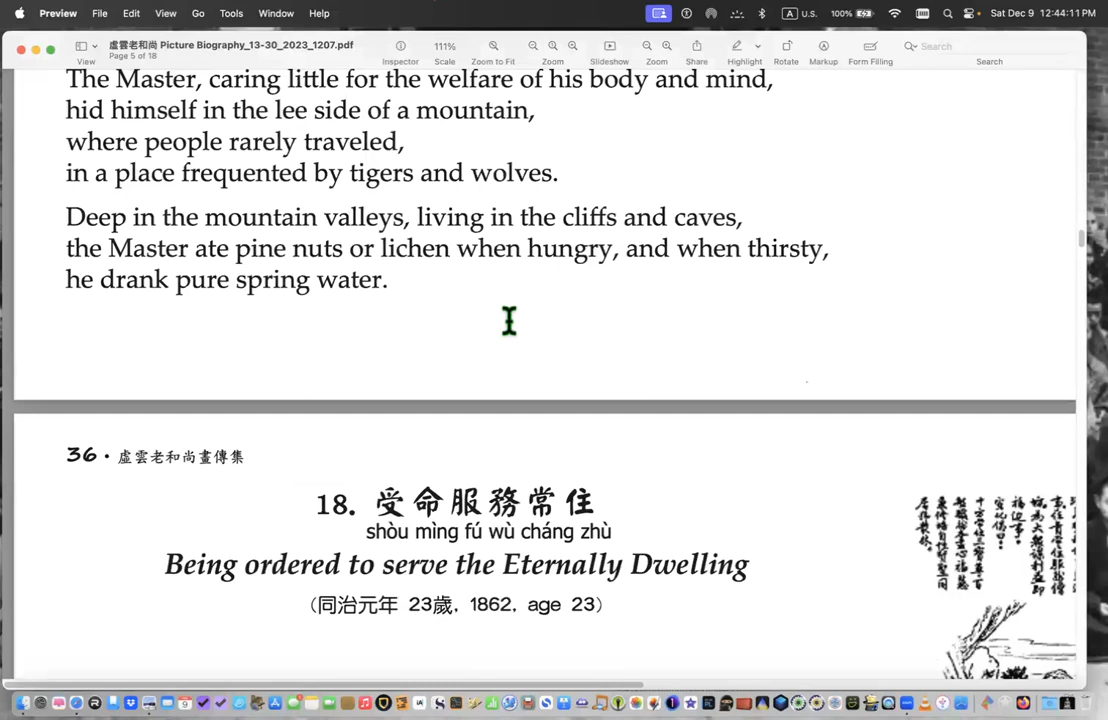 Preview File Edit View Go Tools Window Help
A U.S. 100% Sat Dec 9 12:44:11 PM
虛雲老和尚 Picture Biography_13-30_2023_1207.pdf
Page 5 of 18
111%
Search
View Inspector Scale Zoom to Fit Zoom Slideshow Zoom Share Highlight Rotate Markup Form Filling Search
The Master, caring little for the welfare of his body and mind,
hid himself in the lee side of a mountain,
where people rarely traveled,
in a place frequented by tigers and wolves.
Deep in the mountain valleys, living in the cliffs and caves,
the Master ate pine nuts or lichen when hungry, and when thirsty,
he drank pure spring water.
36 · 虛雲老和尚畫傳集
18. 受命服務常住
shòu mìng fú wù cháng zhù
Being ordered to serve the Eternally Dwelling
(同治元年 23歲, 1862, age 23)